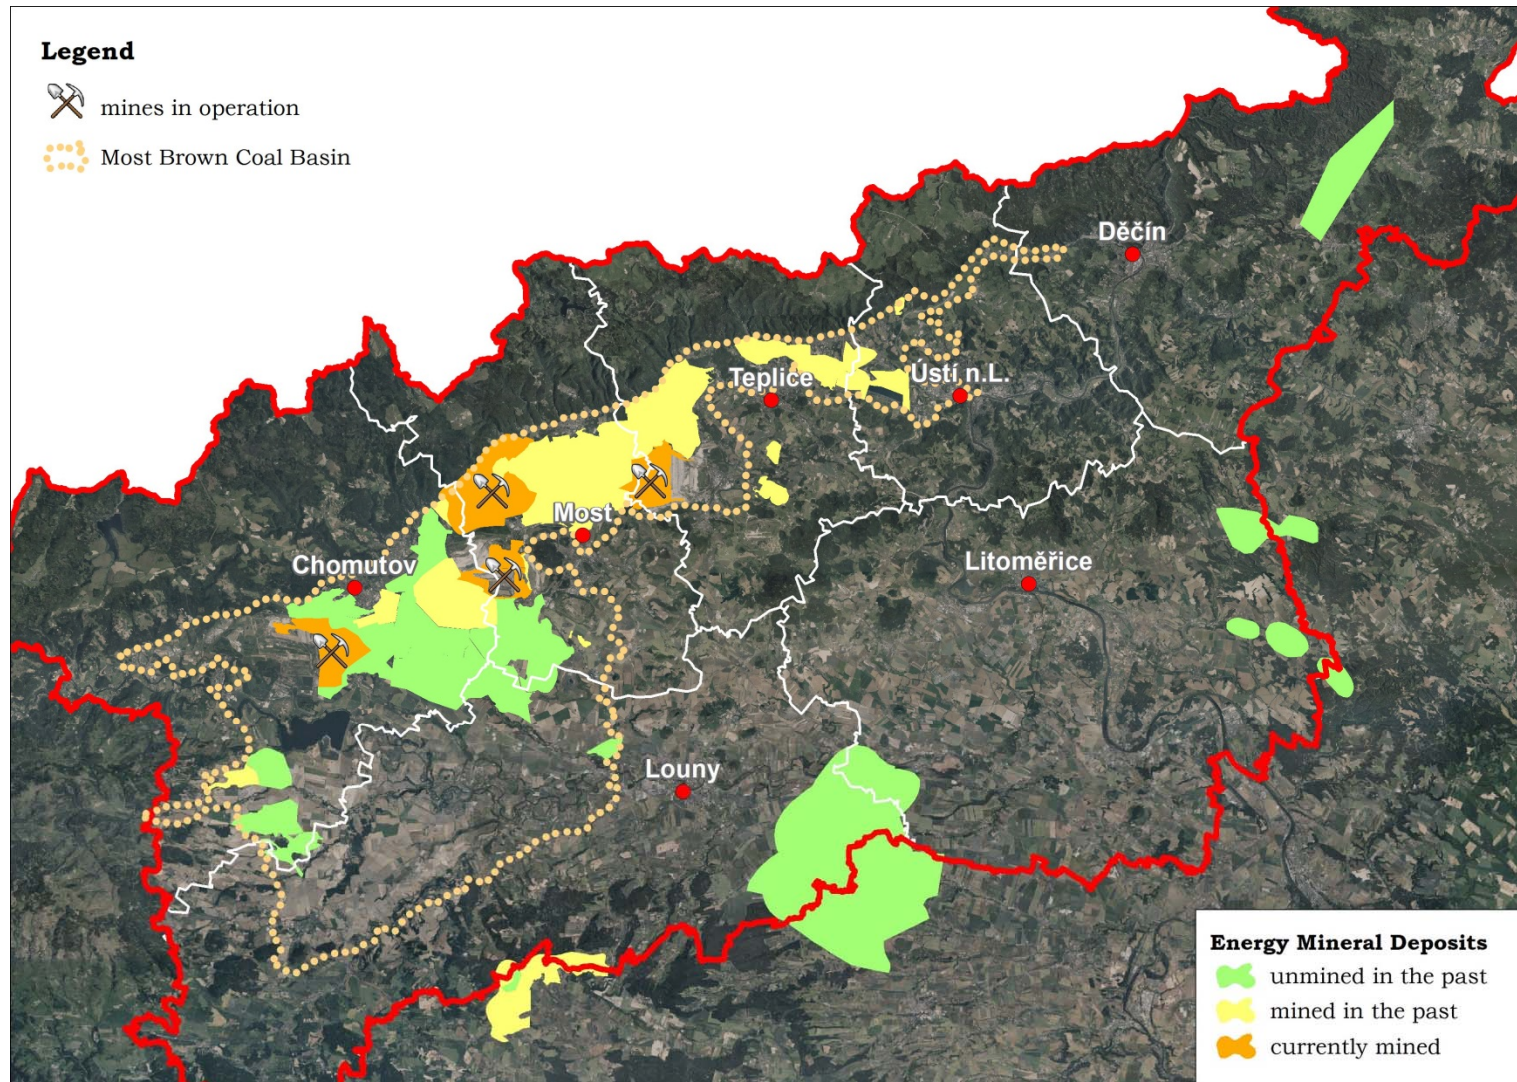 Legend
mines in operation
Most Brown Coal Basin
Děčín
Teplice
Ústí n.L.
Most
Chomutov
Litoměřice
Louny
Energy Mineral Deposits
unmined in the past
mined in the past
currently mined